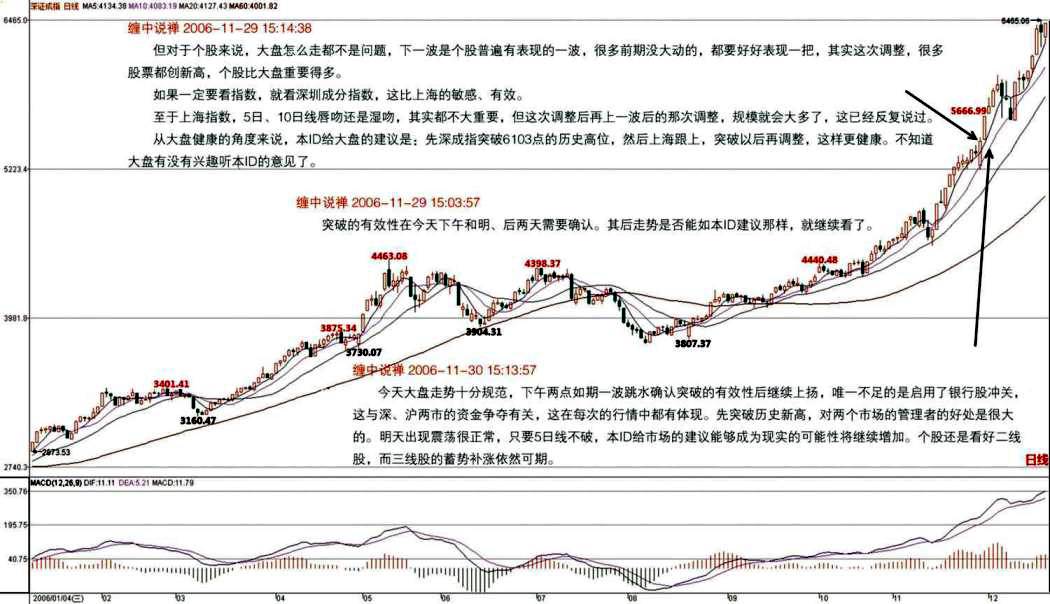 深证成指 日线 MA5:4134.38 MA10:4083.19 MA20:4127.43 MA60:4001.82
6465.0
6465.06
缠中说禅 2006-11-29 15:14:38
但对于个股来说，大盘怎么走都不是问题，下一波是个股普遍有表现的一波，很多前期没大动的，都要好好表现一把，其实这次调整，很多
股票都创新高，个股比大盘重要得多。
如果一定要看指数，就看深圳成分指数，这比上海的敏感、有效。
至于上海指数，5日、10日线唇吻还是湿吻，其实都不大重要，但这次调整后再上一波后的那次调整，规模就会大多了，这已经反复说过。
从大盘健康的角度来说，本ID给大盘的建议是：先深成指突破6103点的历史高位，然后上海跟上，突破以后再调整，这样更健康。不知道
大盘有没有兴趣听本ID的意见了。
5666.99
5223.4
缠中说禅 2006-11-29 15:03:57
突破的有效性在今天下午和明、后两天需要确认。其后走势是否能如本ID建议那样，就继续看了。
4463.08
4398.37
4440.48
3981.8
3875.34
3730.07
3904.31
3807.37
缠中说禅 2006-11-30 15:13:57
今天大盘走势十分规范，下午两点如期一波跳水确认突破的有效性后继续上扬，唯一不足的是启用了银行股冲关，
这与深、沪两市的资金争夺有关，这在每次的行情中都有体现。先突破历史新高，对两个市场的管理者的好处是很大
的。明天出现震荡很正常，只要5日线不破，本ID给市场的建议能够成为现实的可能性将继续增加。个股还是看好二线
股，而三线股的蓄势补涨依然可期。
3401.41
3160.47
2873.53
2740.3
日线
MACD(12,26,9) DIF:11.11 DEA:5.21 MACD:11.79
350.76
195.75
40.75
2006/01/04(三) 02 03 04 05 06 07 08 09 10 11 12